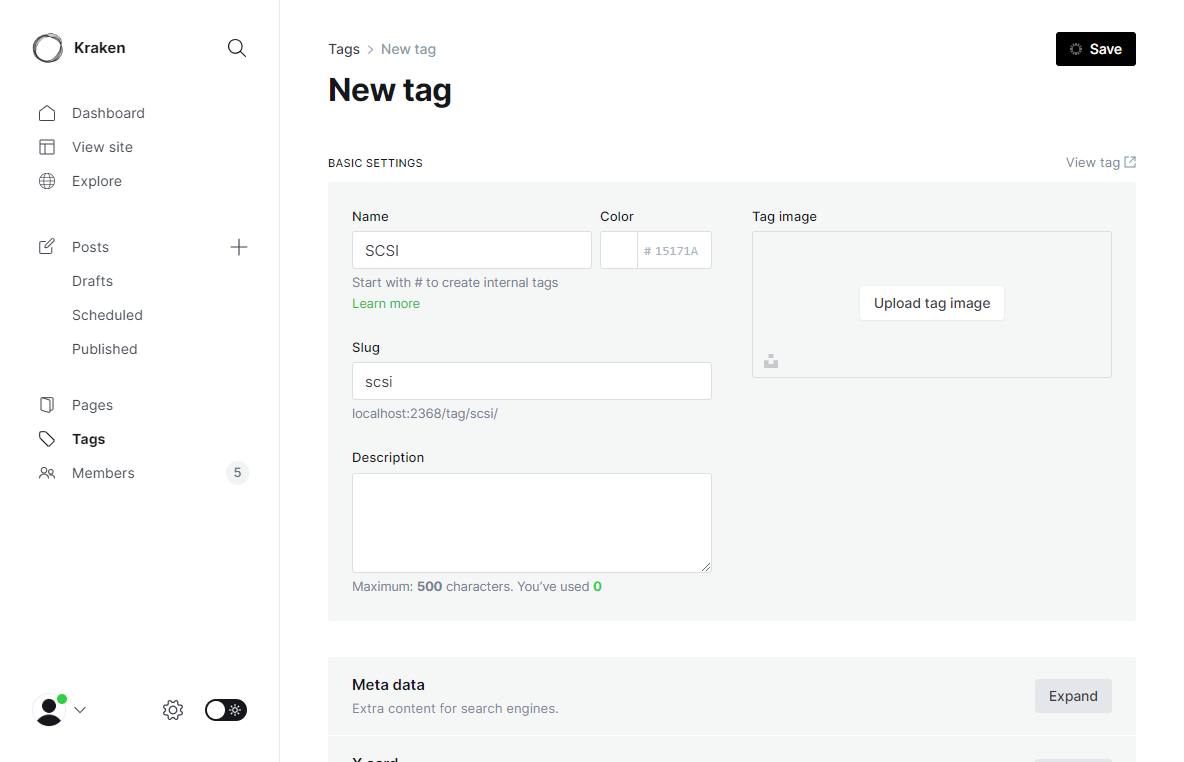 Kraken
Dashboard
View site
Explore
Posts
Drafts
Scheduled
Published
Pages
Tags
Members 5
Tags > New tag
Save
New tag
BASIC SETTINGS
View tag
Name
SCSI
Start with # to create internal tags
Learn more
Color
# 15171A
Slug
scsi
localhost:2368/tag/scsi/
Description
Maximum: 500 characters. You’ve used 0
Tag image
Upload tag image
Meta data
Extra content for search engines.
Expand
X card